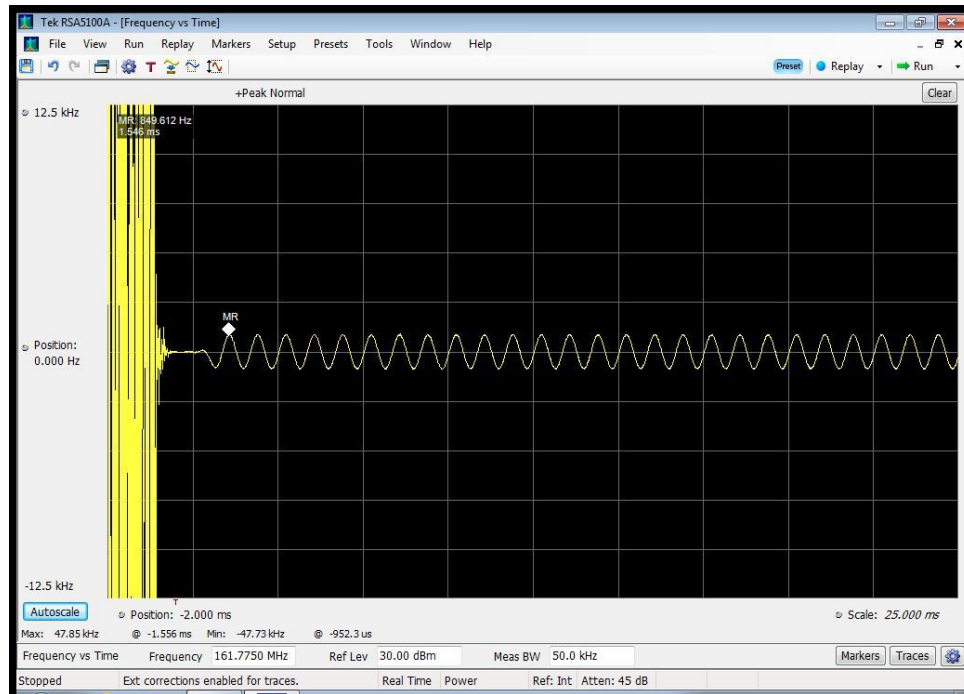 Tek RSA5100A - [Frequency vs Time]
File View Run Replay Markers Setup Presets Tools Window Help
T Preset Replay Run
+Peak Normal Clear
12.5 kHz
MR: 849.612 Hz
1.546 ms
MR
Position:
0.000 Hz
-12.5 kHz
T
Autoscale Position: -2.000 ms Scale: 25.000 ms
Max: 47.85 kHz @ -1.556 ms Min: -47.73 kHz @ -952.3 us
Frequency vs Time Frequency 161.7750 MHz Ref Lev 30.00 dBm Meas BW 50.0 kHz Markers Traces
Stopped Ext corrections enabled for traces. Real Time Power Ref: Int Atten: 45 dB